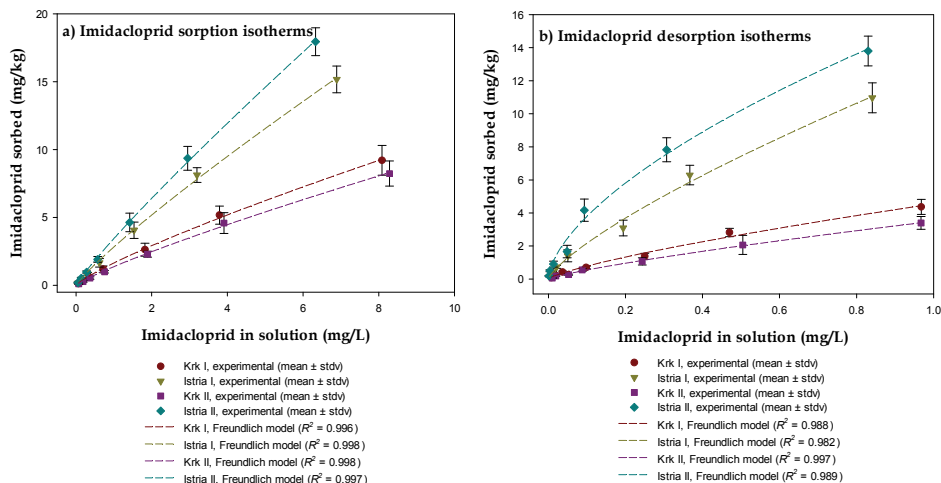 a) Imidacloprid sorption isotherms
Imidacloprid sorbed (mg/kg)
20
15
10
5
0
0
2
4
6
8
10
Imidacloprid in solution (mg/L)
Krk I, experimental (mean ± stdv)
Istria I, experimental (mean ± stdv)
Krk II, experimental (mean ± stdv)
Istria II, experimental (mean ± stdv)
Krk I, Freundlich model (R² = 0.996)
Istria I, Freundlich model (R² = 0.998)
Krk II, Freundlich model (R² = 0.998)
Istria II, Freundlich model (R² = 0.997)
b) Imidacloprid desorption isotherms
Imidacloprid sorbed (mg/kg)
16
14
12
10
8
6
4
2
0
0.0
0.2
0.4
0.6
0.8
1.0
Imidacloprid in solution (mg/L)
Krk I, experimental (mean ± stdv)
Istria I, experimental (mean ± stdv)
Krk II, experimental (mean ± stdv)
Istria II, experimental (mean ± stdv)
Krk I, Freundlich model (R² = 0.988)
Istria I, Freundlich model (R² = 0.982)
Krk II, Freundlich model (R² = 0.997)
Istria II, Freundlich model (R² = 0.989)